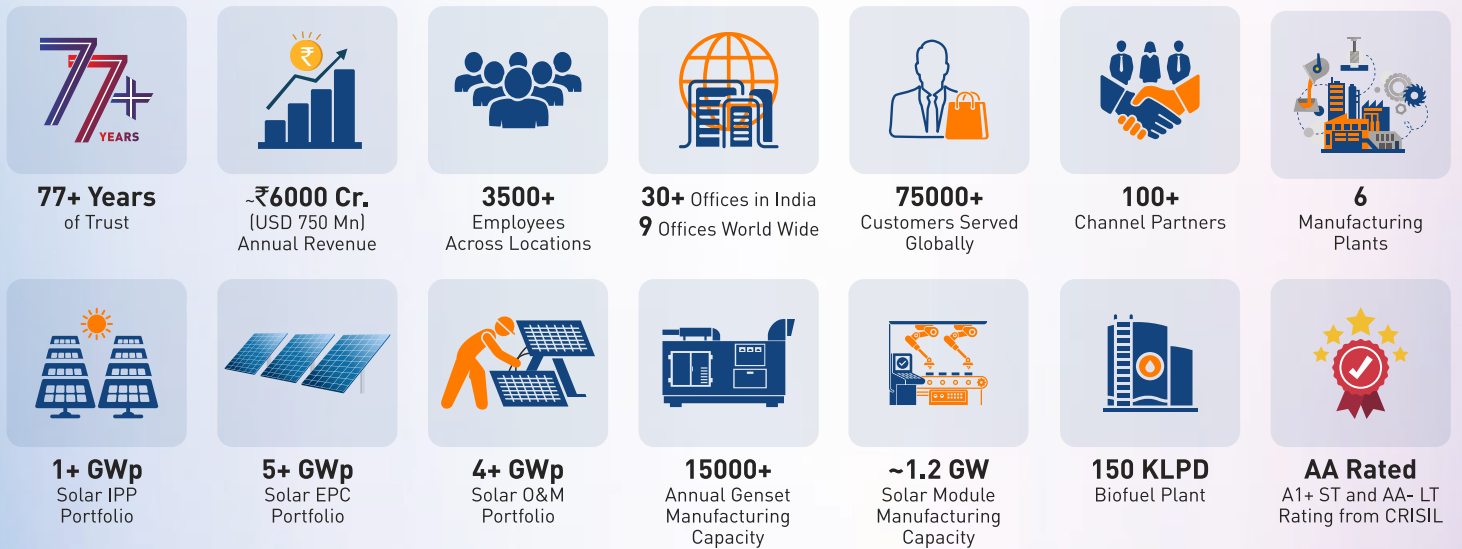 77+
YEARS
77+ Years
of Trust
₹
~₹6000 Cr.
(USD 750 Mn)
Annual Revenue
3500+
Employees
Across Locations
30+ Offices in India
9 Offices World Wide
75000+
Customers Served
Globally
100+
Channel Partners
6
Manufacturing
Plants
1+ GWp
Solar IPP
Portfolio
5+ GWp
Solar EPC
Portfolio
4+ GWp
Solar O&M
Portfolio
15000+
Annual Genset
Manufacturing
Capacity
~1.2 GW
Solar Module
Manufacturing
Capacity
150 KLPD
Biofuel Plant
AA Rated
A1+ ST and AA- LT
Rating from CRISIL